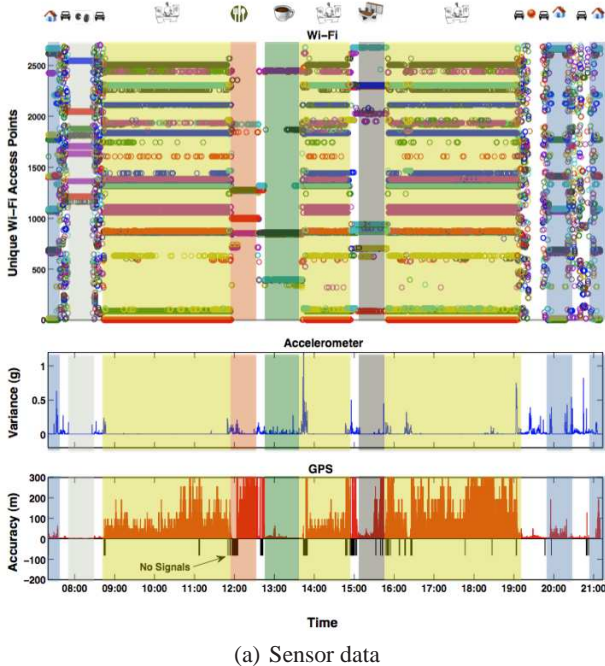 Wi-Fi
Unique Wi-Fi Access Points
2500
2000
1500
1000
500
0
Accelerometer
Variance (g)
1
0.5
0
GPS
Accuracy (m)
300
200
100
0
-100
-200
No Signals
08:00 09:00 10:00 11:00 12:00 13:00 14:00 15:00 16:00 17:00 18:00 19:00 20:00 21:00
Time
(a) Sensor data